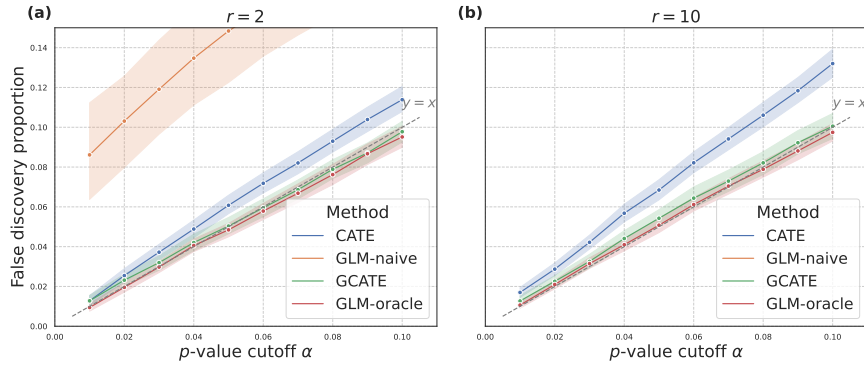 (a)
r = 2
False discovery proportion
0.14
0.12
0.10
0.08
0.06
0.04
0.02
0.00
y = x
Method
CATE
GLM-naive
GCATE
GLM-oracle
0.00 0.02 0.04 0.06 0.08 0.10
p-value cutoff α
(b)
r = 10
y = x
Method
CATE
GLM-naive
GCATE
GLM-oracle
0.00 0.02 0.04 0.06 0.08 0.10
p-value cutoff α